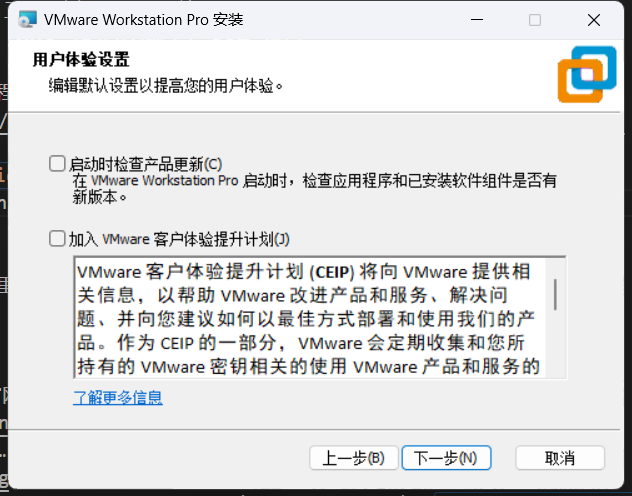 VMware Workstation Pro 安装
用户体验设置
编辑默认设置以提高您的用户体验。
启动时检查产品更新(C)
在 VMware Workstation Pro 启动时，检查应用程序和已安装软件组件是否有
新版本。
加入 VMware 客户体验提升计划(J)
VMware 客户体验提升计划 (CEIP) 将向 VMware 提供相
关信息，以帮助 VMware 改进产品和服务、解决问
题、并向您建议如何以最佳方式部署和使用我们的产
品。作为 CEIP 的一部分，VMware 会定期收集和您所
持有的 VMware 密钥相关的使用 VMware 产品和服务的
了解更多信息
上一步(B) 下一步(N) 取消